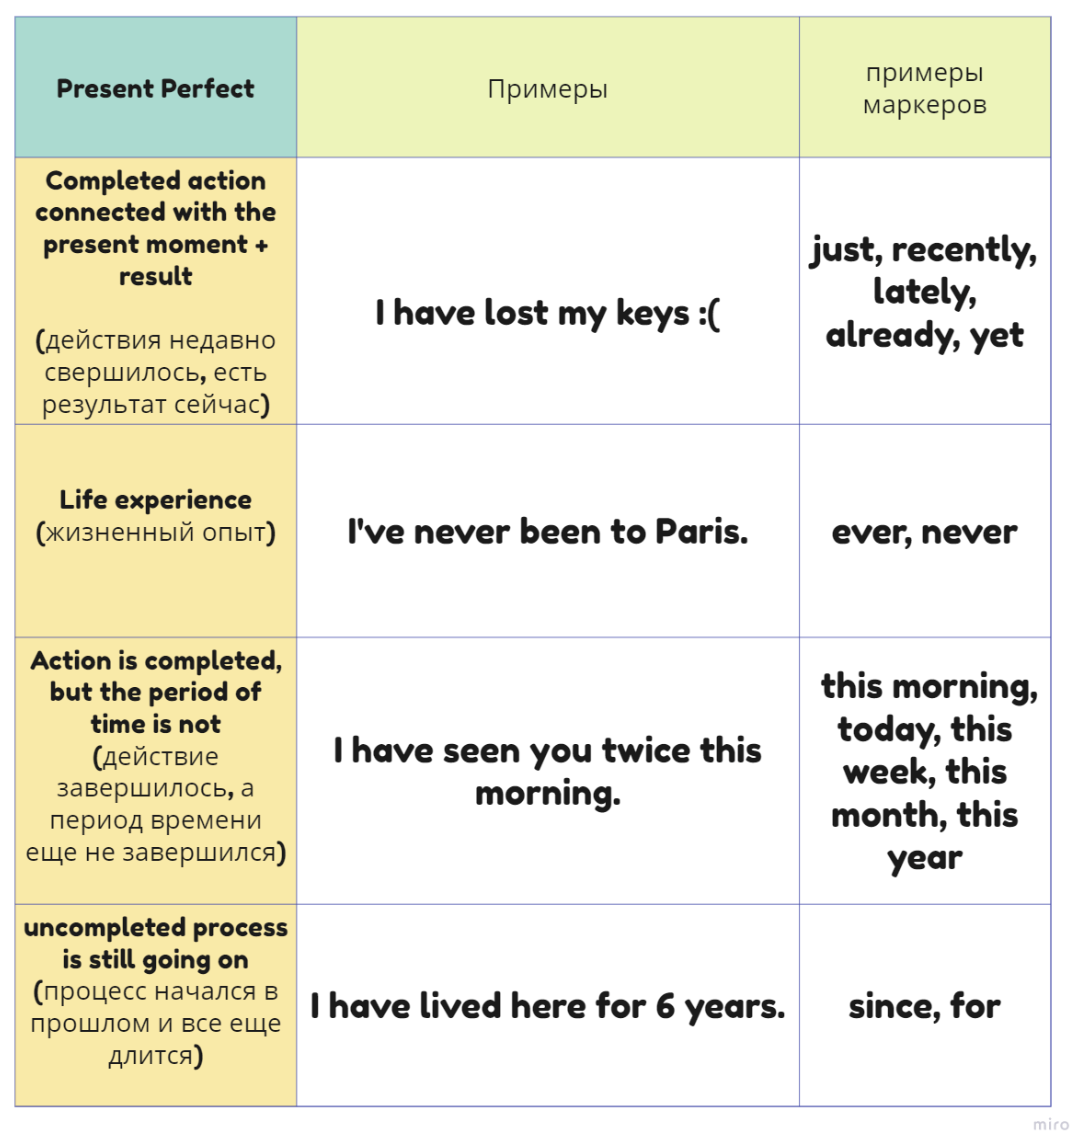 Present Perfect
Примеры
примеры
маркеров
Completed action
connected with the
present moment +
result
(действия недавно
свершилось, есть
результат сейчас)
I have lost my keys :(
just, recently,
lately,
already, yet
Life experience
(жизненный опыт)
I've never been to Paris.
ever, never
Action is completed,
but the period of
time is not
(действие
завершилось, а
период времени
еще не завершился)
I have seen you twice this
morning.
this morning,
today, this
week, this
month, this
year
uncompleted process
is still going on
(процесс начался в
прошлом и все еще
длится)
I have lived here for 6 years.
since, for
miro